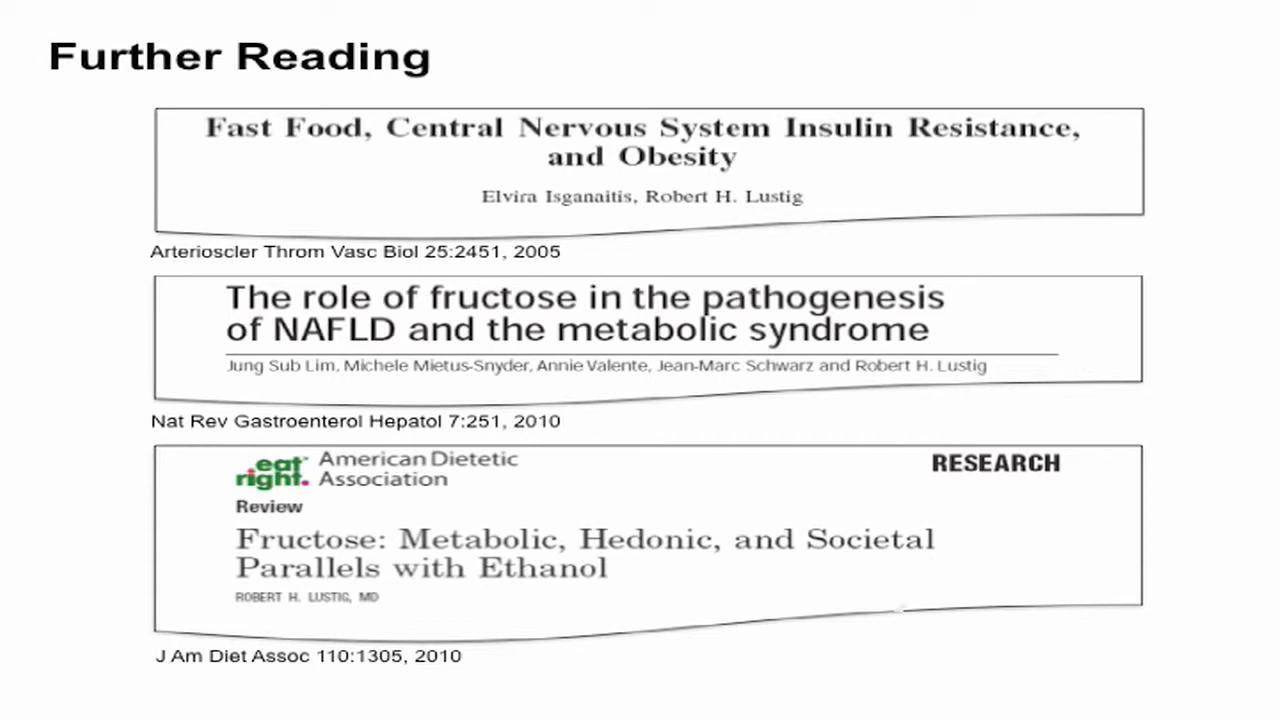 Further Reading
Fast Food, Central Nervous System Insulin Resistance,
and Obesity
Elvira Isganaitis, Robert H. Lustig
Arterioscler Throm Vasc Biol 25:2451, 2005
The role of fructose in the pathogenesis
of NAFLD and the metabolic syndrome
Jung Sub Lim, Michele Mietus-Snyder, Annie Valente, Jean-Marc Schwarz and Robert H. Lustig
Nat Rev Gastroenterol Hepatol 7:251, 2010
eat American Dietetic
right. Association
RESEARCH
Review
Fructose: Metabolic, Hedonic, and Societal
Parallels with Ethanol
ROBERT H. LUSTIG, MD
J Am Diet Assoc 110:1305, 2010